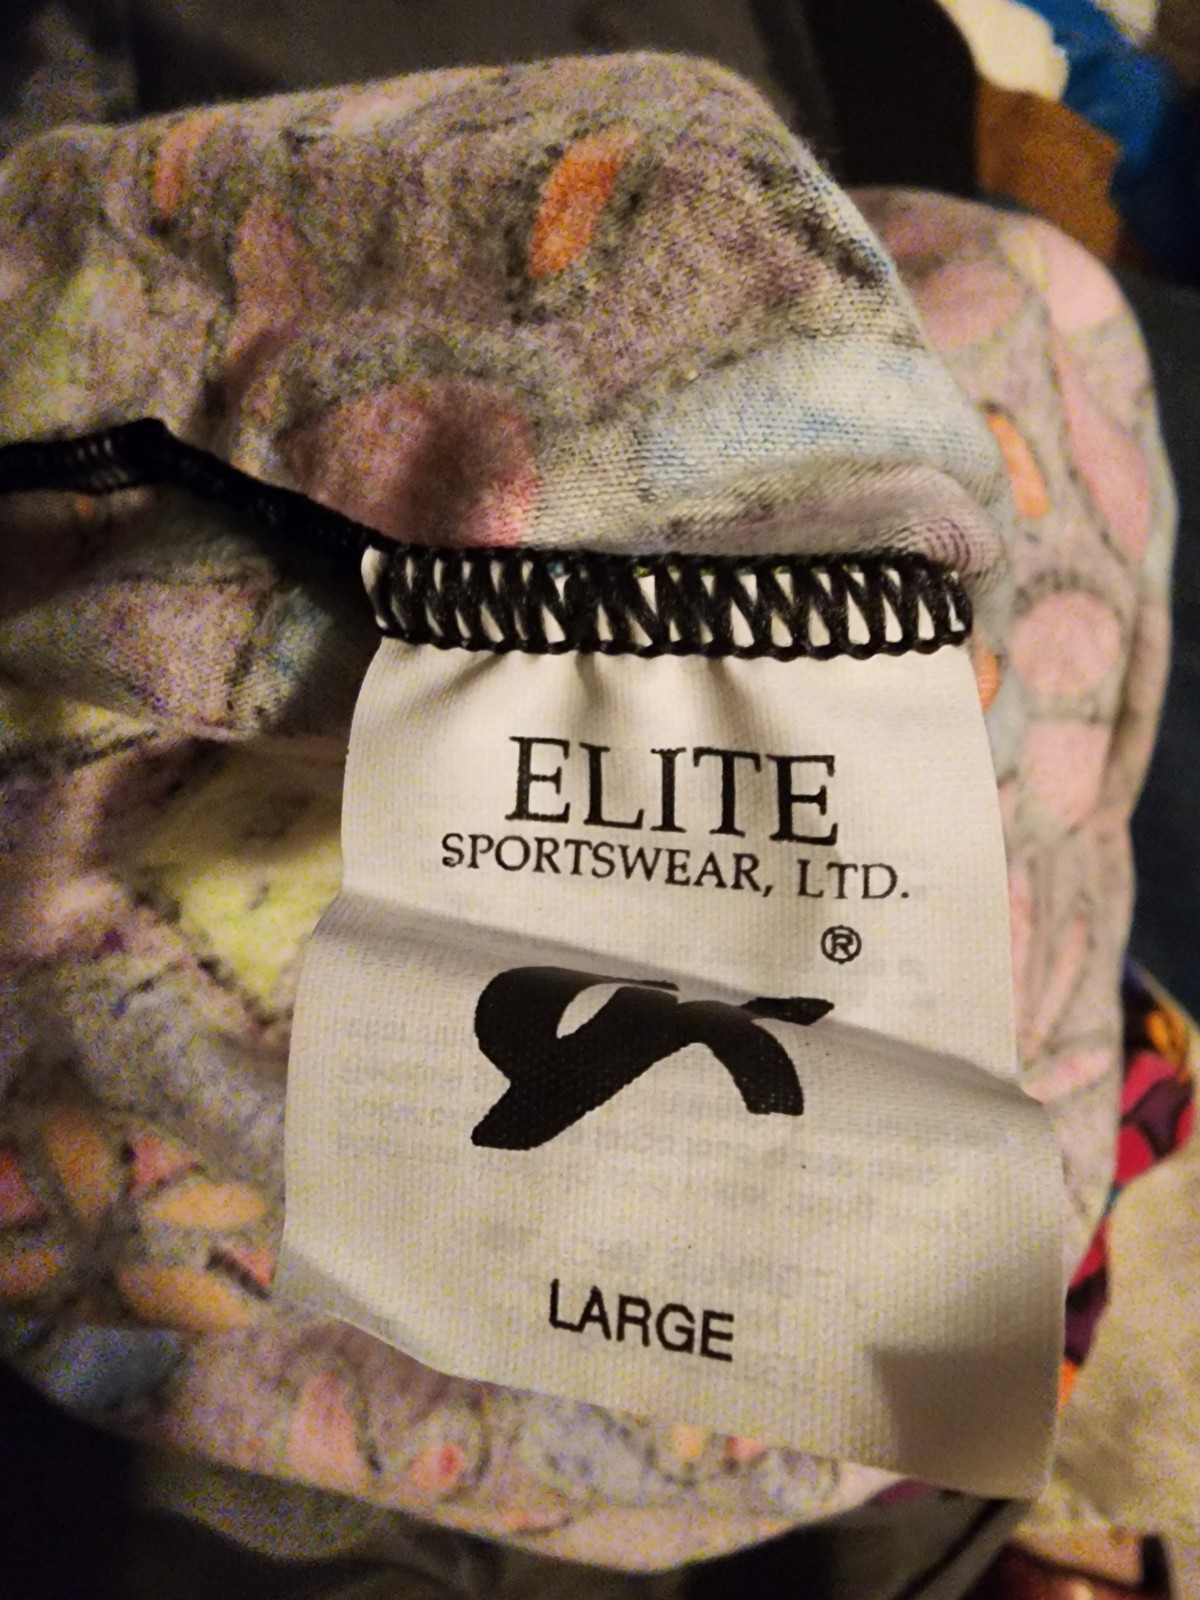 ELITE
SPORTSWEAR, LTD.
®
LARGE